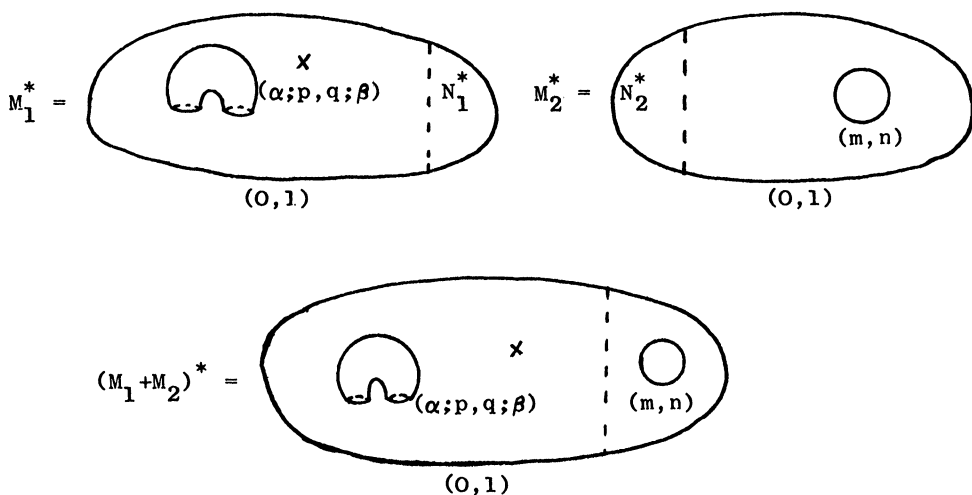 M₁* =
(α;p,q;β)
N₁*
(0,1)
M₂* =
N₂*
(m,n)
(0,1)
(M₁+M₂)* =
(α;p,q;β)
(m,n)
(0,1)